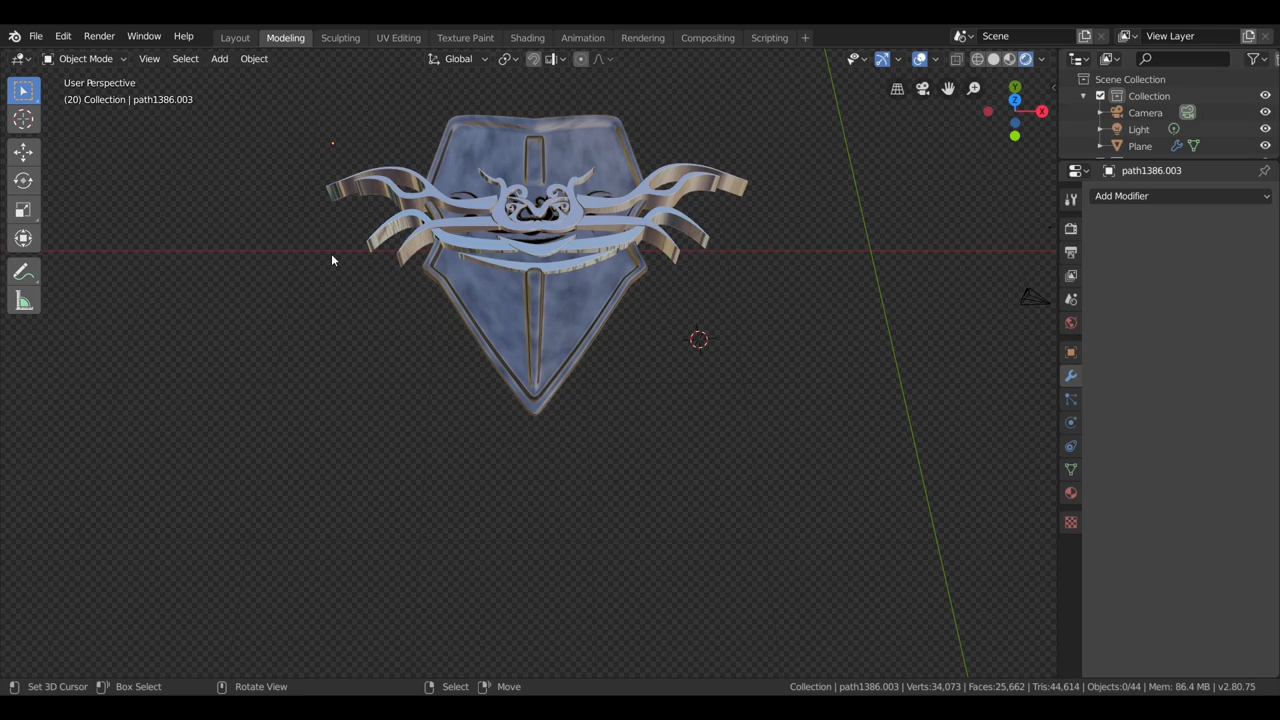 File Edit Render Window Help Layout Modeling Sculpting UV Editing Texture Paint Shading Animation Rendering Compositing Scripting + Scene View Layer
Object Mode View Select Add Object Global
User Perspective
(20) Collection | path1386.003
Y
Z
X
Scene Collection
Collection
Camera
Light
Plane
path1386.003
Add Modifier
Set 3D Cursor Box Select Rotate View Select Move Collection | path1386.003 | Verts:34,073 | Faces:25,662 | Tris:44,614 | Objects:0/44 | Mem: 86.4 MB | v2.80.75